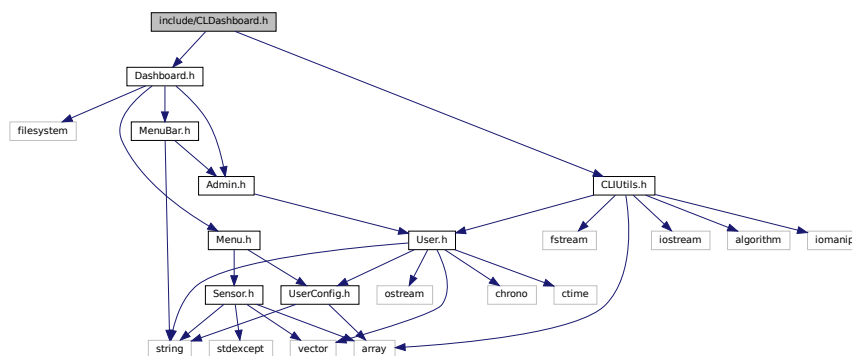 include/CLDashboard.h
Dashboard.h
filesystem
MenuBar.h
Admin.h
CLIUtils.h
Menu.h
User.h
fstream
iostream
algorithm
iomanip
Sensor.h
UserConfig.h
ostream
chrono
ctime
string
stdexcept
vector
array